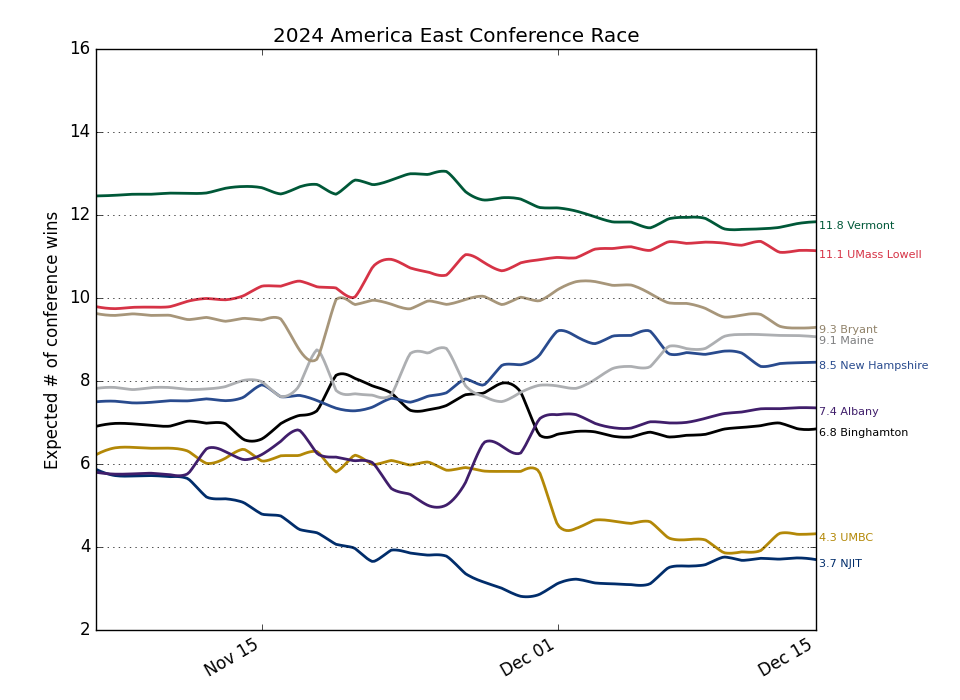 2024 America East Conference Race
Expected # of conference wins
16
14
12
10
8
6
4
2
11.8 Vermont
11.1 UMass Lowell
9.3 Bryant
9.1 Maine
8.5 New Hampshire
7.4 Albany
6.8 Binghamton
4.3 UMBC
3.7 NJIT
Nov 15
Dec 01
Dec 15